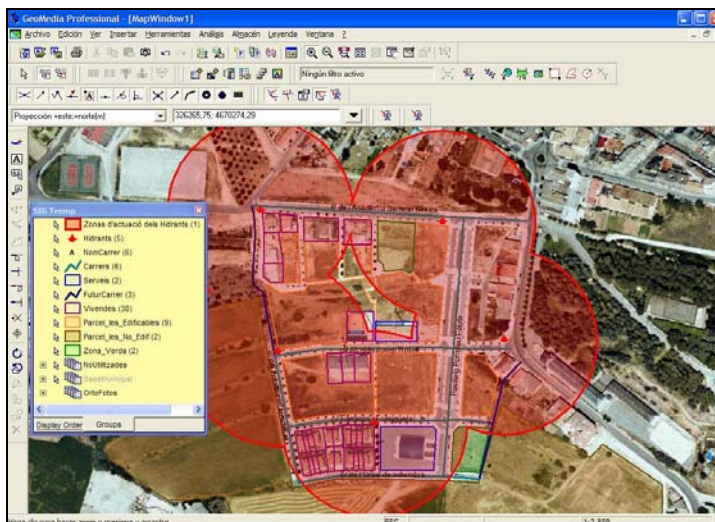 GeoMedia Professional - [MapWindow1]
Archivo Edición Ver Insertar Herramientas Análisis Almacén Leyenda Ventana ?
Ningún filtro activo
Proyección +este;+norte(m)
326265,75; 4670274,29
SIG Tremp
Zonas d'actuació dels Hidrants (1)
Hidrants (5)
A NomCarrer (6)
Carrers (6)
Serveis (2)
FuturCarrer (3)
Vivendes (30)
Parcel_les_Edificables (9)
Parcel_les_No_Edif (2)
Zona_Verda (2)
NoUtilitzades
BaseMunicipal
OrtoFotos
Display Order Groups